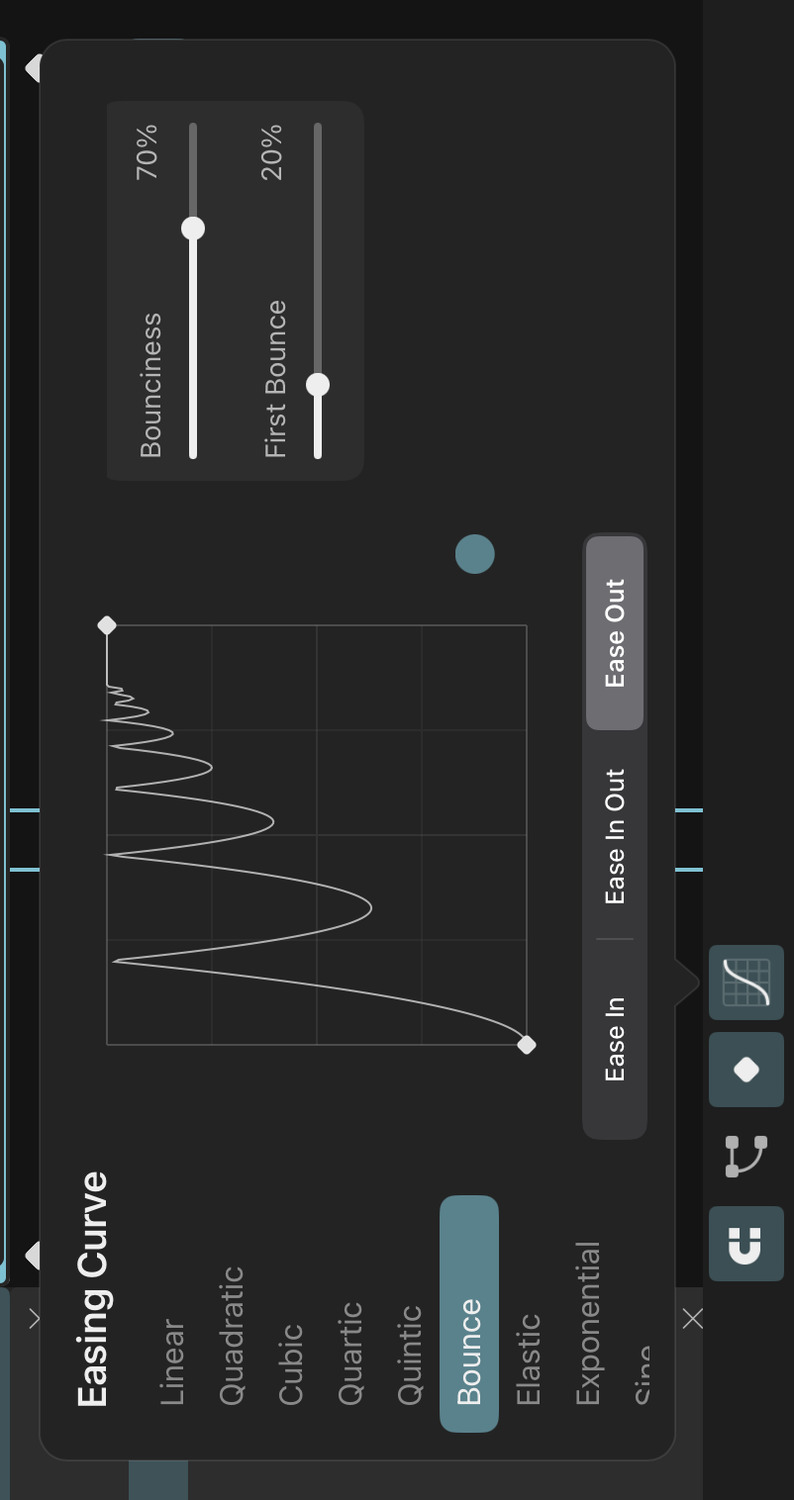 Easing Curve
Linear
Quadratic
Cubic
Quartic
Quintic
Bounce
Elastic
Exponential
Sine
Bounciness 70%
First Bounce 20%
Ease In Ease In Out Ease Out